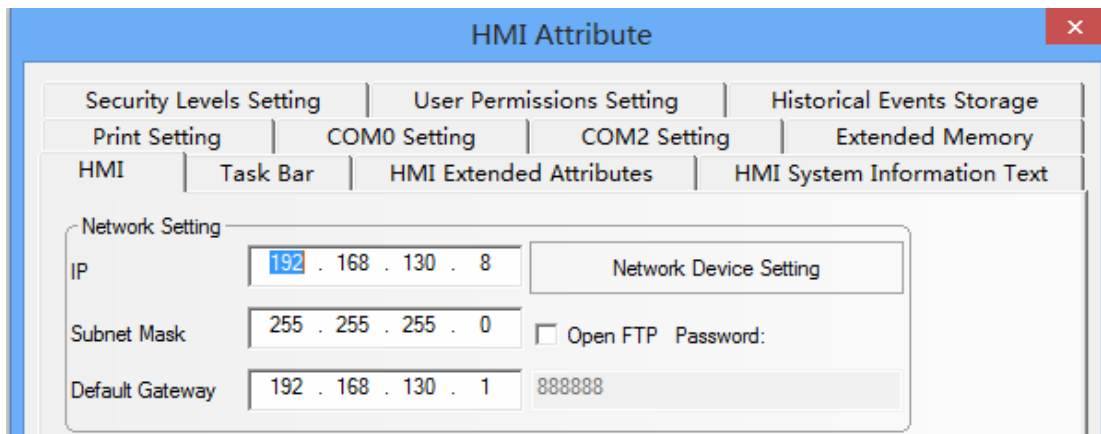 HMI Attribute
Security Levels Setting User Permissions Setting Historical Events Storage
Print Setting COM0 Setting COM2 Setting Extended Memory
HMI Task Bar HMI Extended Attributes HMI System Information Text
Network Setting
IP 192 . 168 . 130 . 8 Network Device Setting
Subnet Mask 255 . 255 . 255 . 0 Open FTP Password:
Default Gateway 192 . 168 . 130 . 1 888888